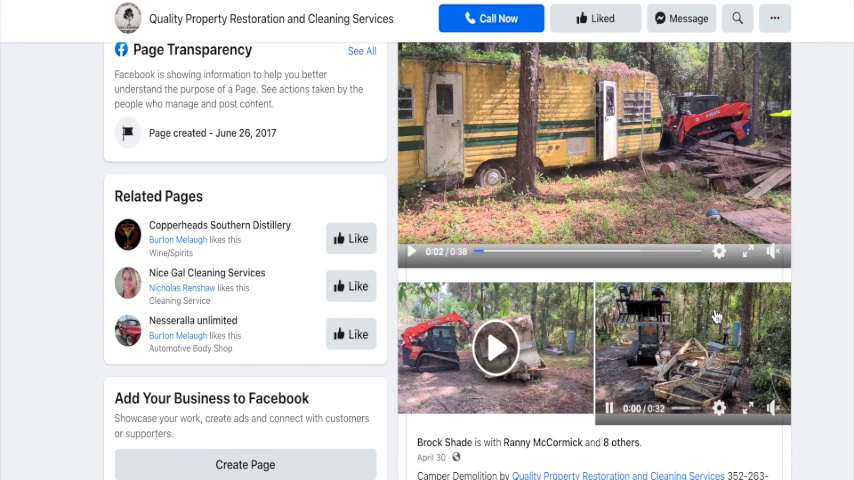 Quality Property Restoration and Cleaning Services
Call Now
Liked
Message
Page Transparency
See All
Facebook is showing information to help you better
understand the purpose of a Page. See actions taken by the
people who manage and post content.
Page created - June 26, 2017
Related Pages
Copperheads Southern Distillery
Burton Melaugh likes this
Wine/Spirits
Like
Nice Gal Cleaning Services
Nicholas Renshaw likes this
Cleaning Service
Like
Nesseralla unlimited
Burton Melaugh likes this
Automotive Body Shop
Like
Add Your Business to Facebook
Showcase your work, create ads and connect with customers
or supporters.
Create Page
0:02 / 0:38
0:00 / 0:32
Brock Shade is with Ranny McCormick and 8 others.
April 30
Camper Demolition by Quality Property Restoration and Cleaning Services 352-263-